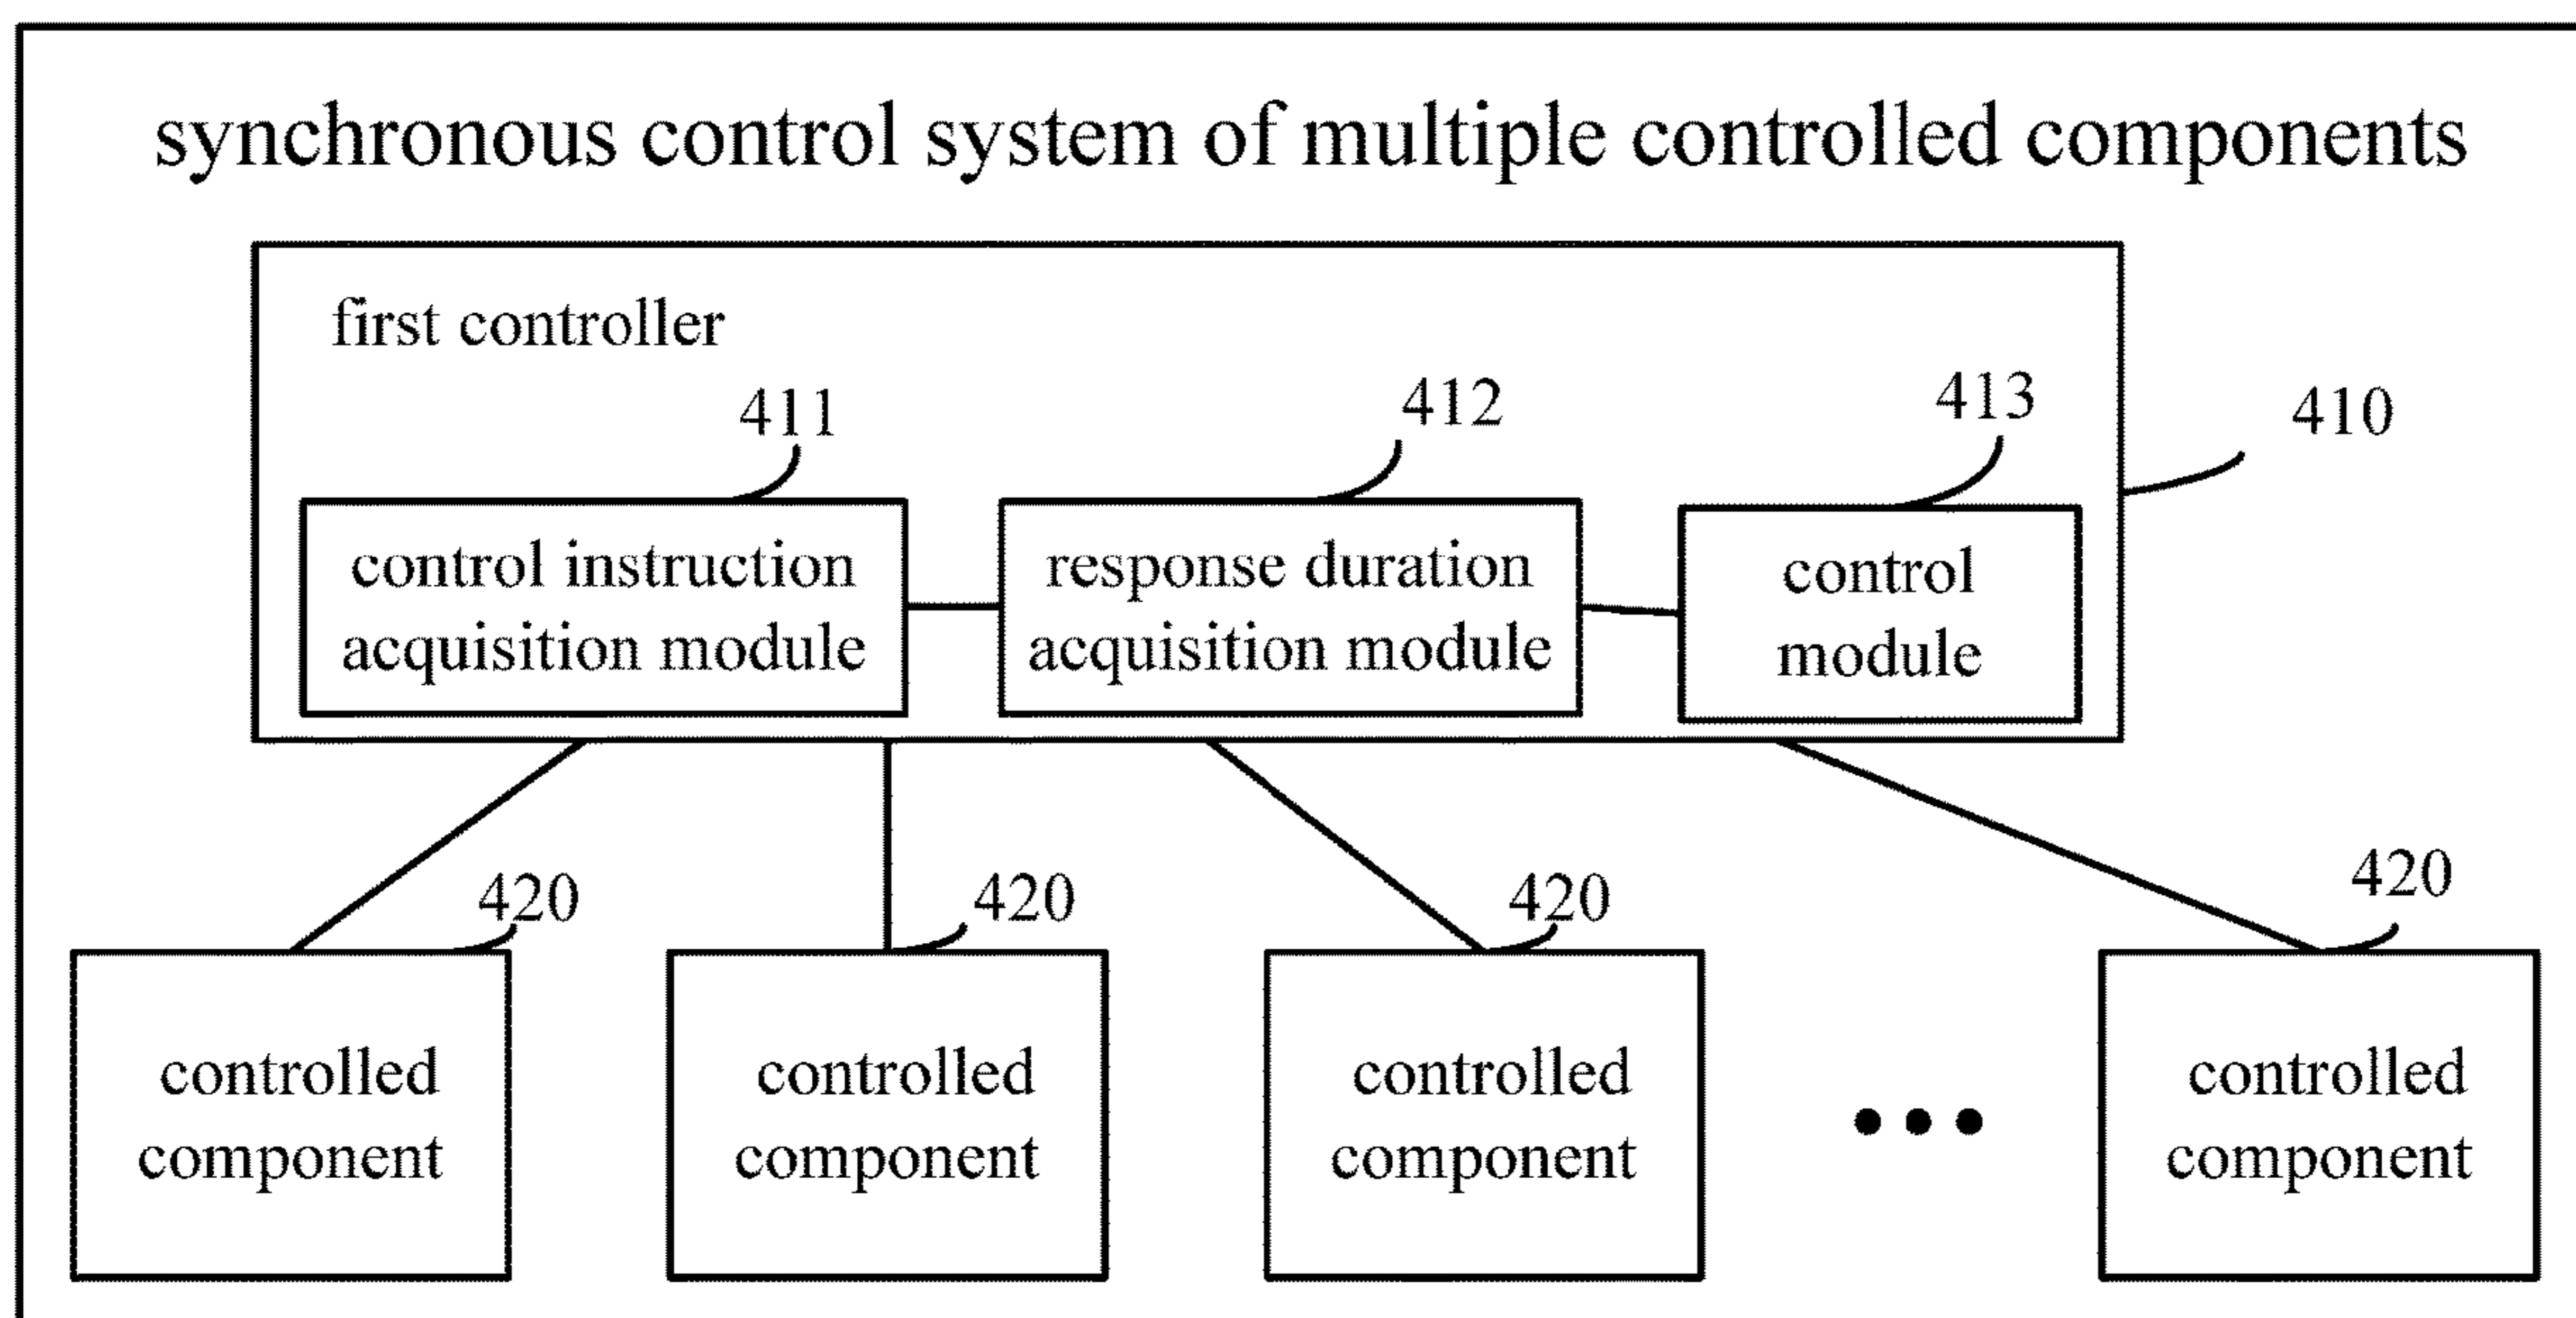 synchronous control system of multiple controlled components
first controller
411
412
413
410
control instruction
acquisition module
response duration
acquisition module
control
module
420
420
420
420
controlled
component
controlled
component
controlled
component
•••
controlled
component